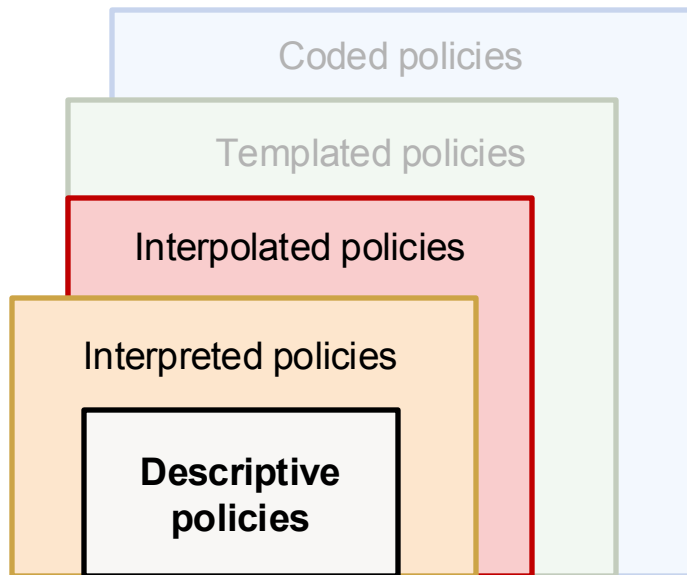 Coded policies
Templated policies
Interpolated policies
Interpreted policies
Descriptive
policies